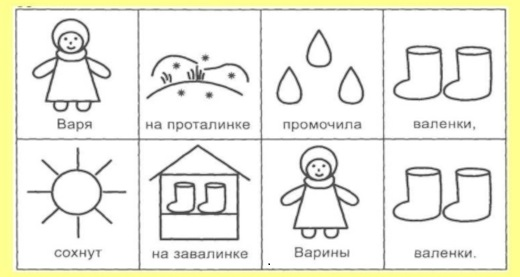 Варя на проталинке промочила валенки,
сохнут на завалинке Варины валенки.